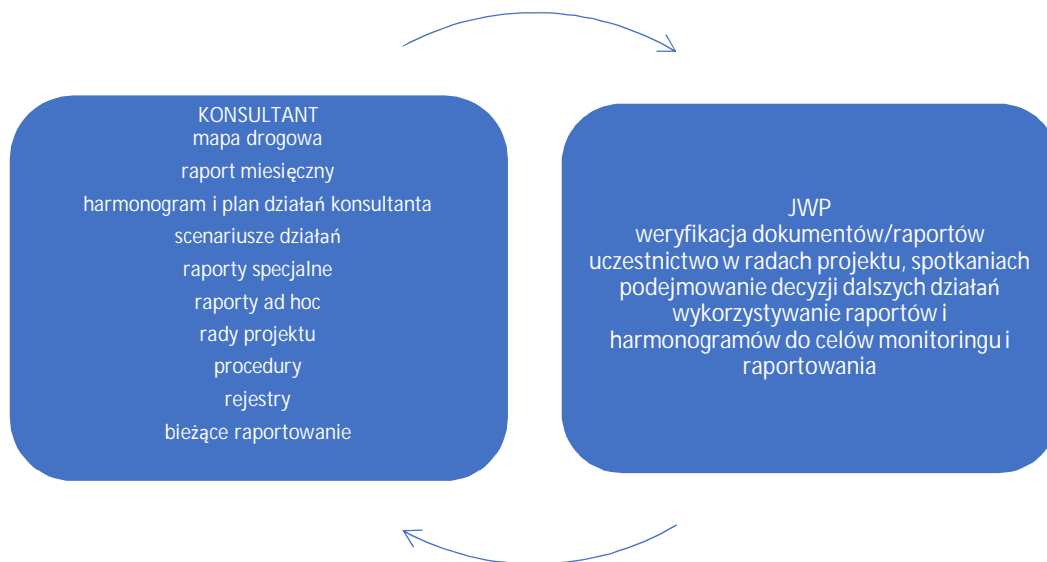 KONSULTANT
mapa drogowa
raport miesięczny
harmonogram i plan działań konsultanta
scenariusze działań
raporty specjalne
raporty ad hoc
rady projektu
procedury
rejestry
bieżące raportowanie
JWP
weryfikacja dokumentów/raportów
uczestnictwo w radach projektu, spotkaniach
podejmowanie decyzji dalszych działań
wykorzystywanie raportów i
harmonogramów do celów monitoringu i
raportowania